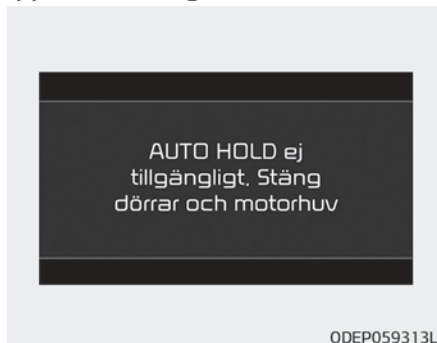 AUTO HOLD ej
tillgängligt. Stäng
dörrar och motorhuv
ODEP059313L